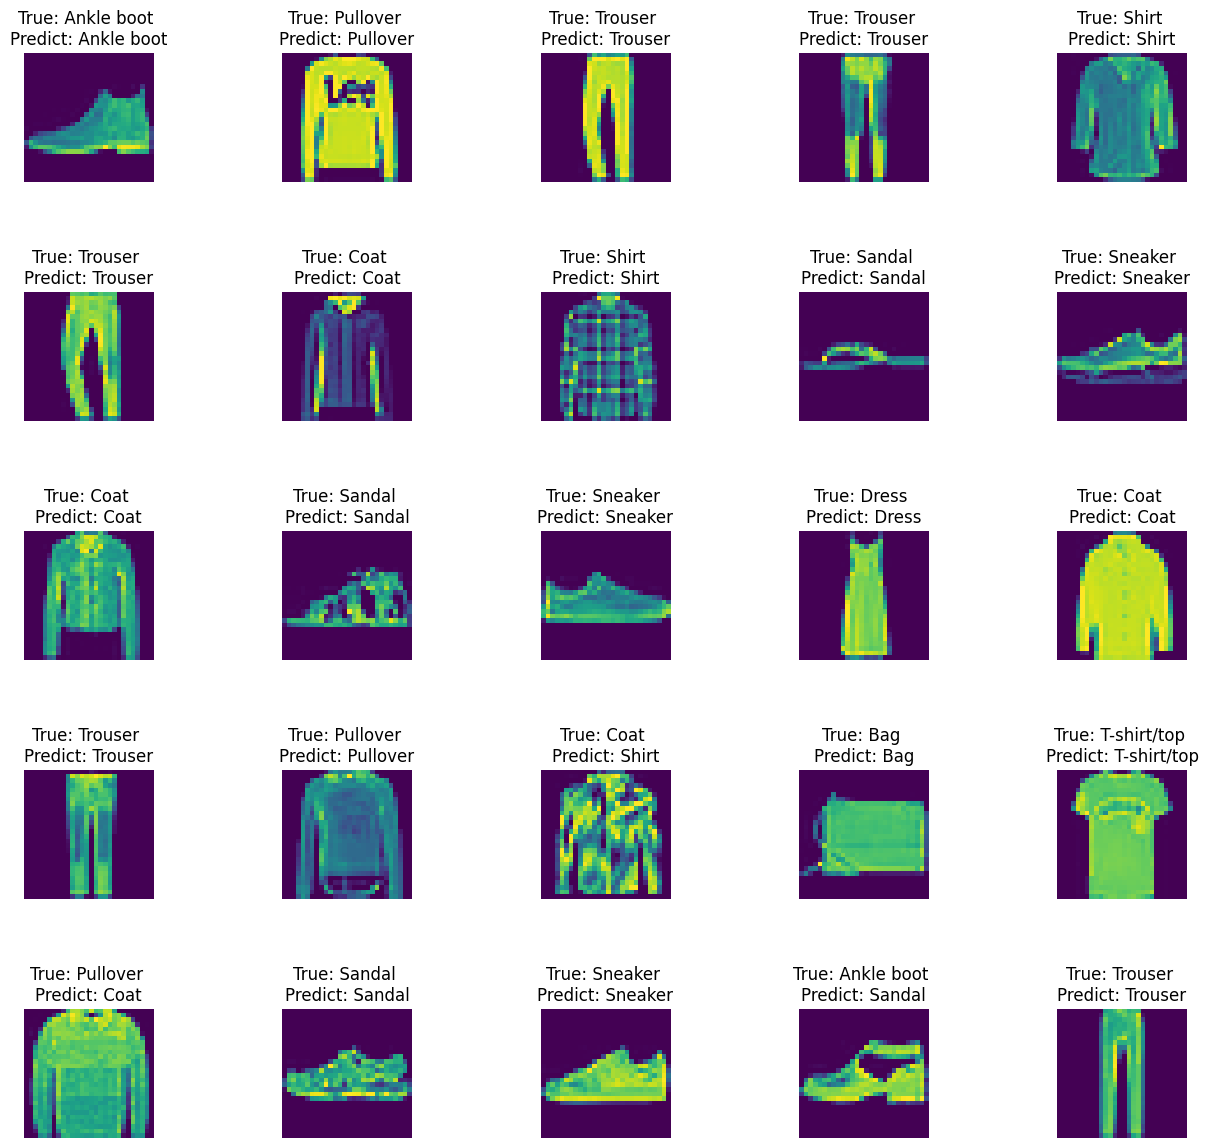 True: Ankle boot
Predict: Ankle boot
True: Pullover
Predict: Pullover
True: Trouser
Predict: Trouser
True: Trouser
Predict: Trouser
True: Shirt
Predict: Shirt
Lee
True: Trouser
Predict: Trouser
True: Coat
Predict: Coat
True: Shirt
Predict: Shirt
True: Sandal
Predict: Sandal
True: Sneaker
Predict: Sneaker
True: Coat
Predict: Coat
True: Sandal
Predict: Sandal
True: Sneaker
Predict: Sneaker
True: Dress
Predict: Dress
True: Coat
Predict: Coat
True: Trouser
Predict: Trouser
True: Pullover
Predict: Pullover
True: Coat
Predict: Shirt
True: Bag
Predict: Bag
True: T-shirt/top
Predict: T-shirt/top
True: Pullover
Predict: Coat
True: Sandal
Predict: Sandal
True: Sneaker
Predict: Sneaker
True: Ankle boot
Predict: Sandal
True: Trouser
Predict: Trouser